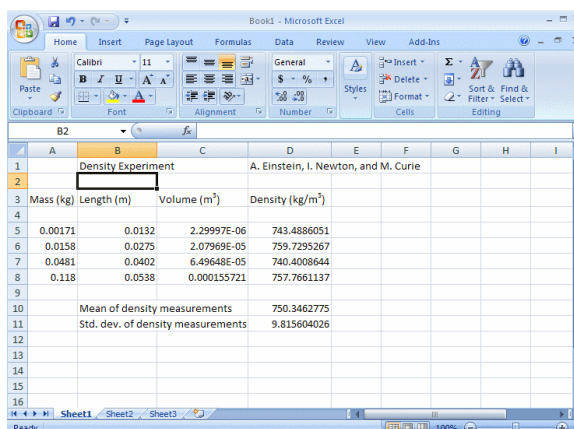 Book1 - Microsoft Excel
Home Insert Page Layout Formulas Data Review View Add-Ins
Paste
Calibri 11
B I U A A
General
$ % ,
Styles
Insert
Delete
Format
Σ
Sort & Filter
Find & Select
Clipboard Font Alignment Number Cells Editing
B2 fx
A B C D E F G H I
1 Density Experiment A. Einstein, I. Newton, and M. Curie
2
3 Mass (kg) Length (m) Volume (m³) Density (kg/m³)
4
5 0.00171 0.0132 2.29997E-06 743.4886051
6 0.0158 0.0275 2.07969E-05 759.7295267
7 0.0481 0.0402 6.49648E-05 740.4008644
8 0.118 0.0538 0.000155721 757.7661137
9
10 Mean of density measurements 750.3462775
11 Std. dev. of density measurements 9.815604026
12
13
14
15
16
Sheet1 Sheet2 Sheet3
Ready 100%